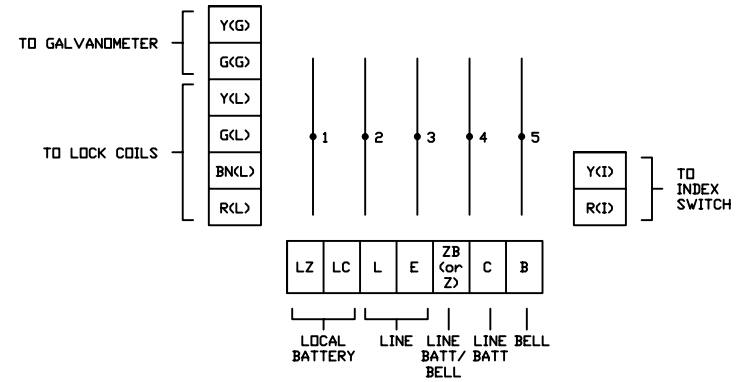 Y(G)
TO GALVANOMETER
G(G)
Y(L)
G(L)
TO LOCK COILS
BN(L)
R(L)
1 2 3 4 5
Y(I)
R(I)
TO
INDEX
SWITCH
LZ LC L E ZB
(or
Z) C B
LOCAL
BATTERY
LINE
LINE
BATT/
BELL
LINE
BATT
BELL